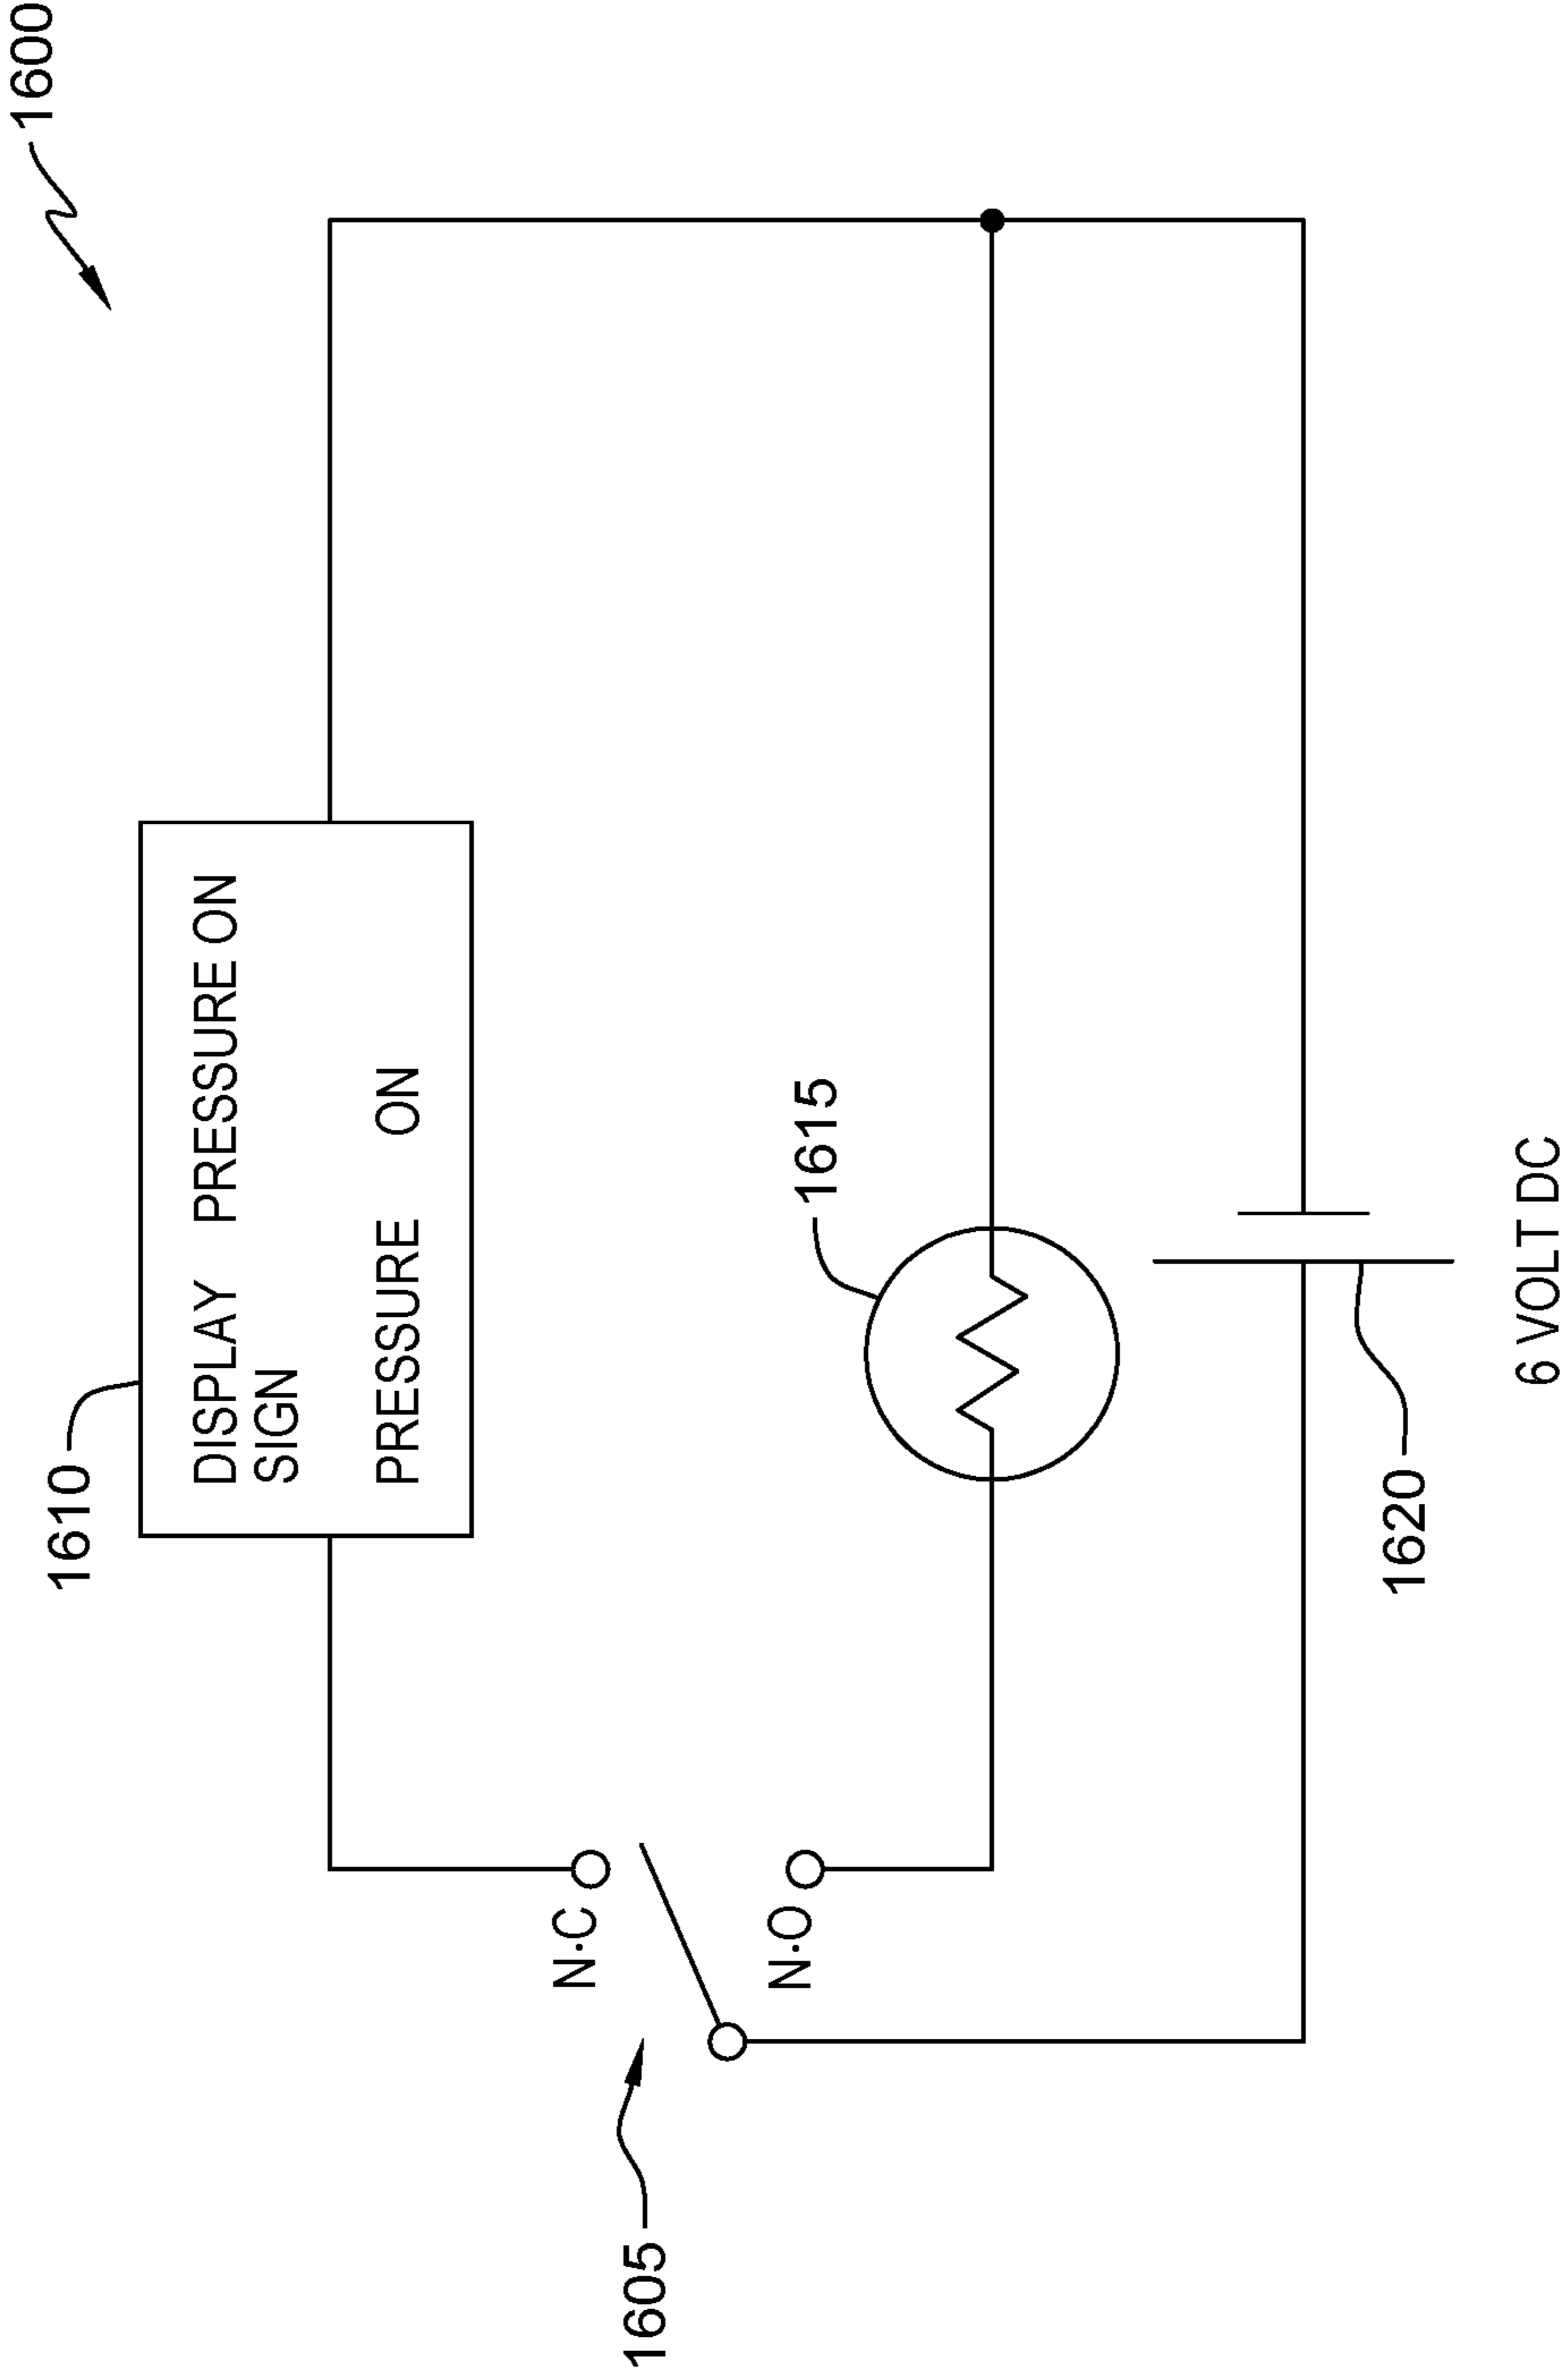 1600
1610
DISPLAY PRESSURE ON
SIGN
PRESSURE ON
N.C
1605
N.O
1615
1620
6 VOLT DC